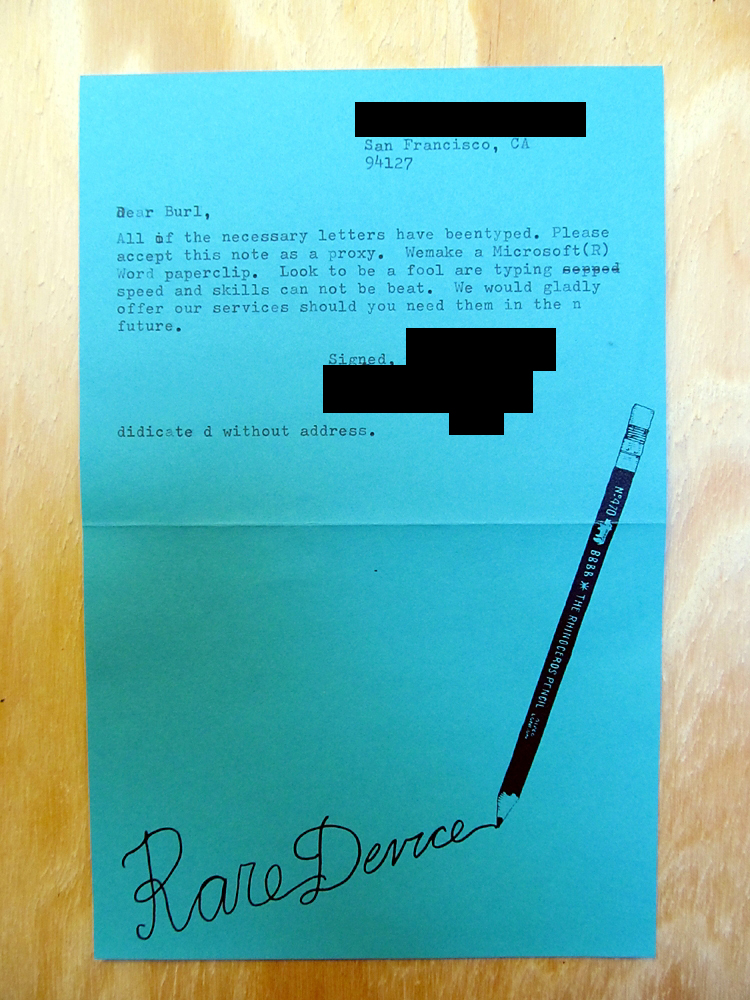 San Francisco, CA
94127
Dear Burl,
All of the necessary letters have beentyped. Please
accept this note as a proxy.  Wemake a Microsoft(R)
Word paperclip.  Look to be a fool are typing sepped
speed and skills can not be beat.  We would gladly
offer our services should you need them in the n
future.
Signed,
didicate d without address.
Nº 470 BBBB * THE RHINOCEROS PENCIL
Rare Device